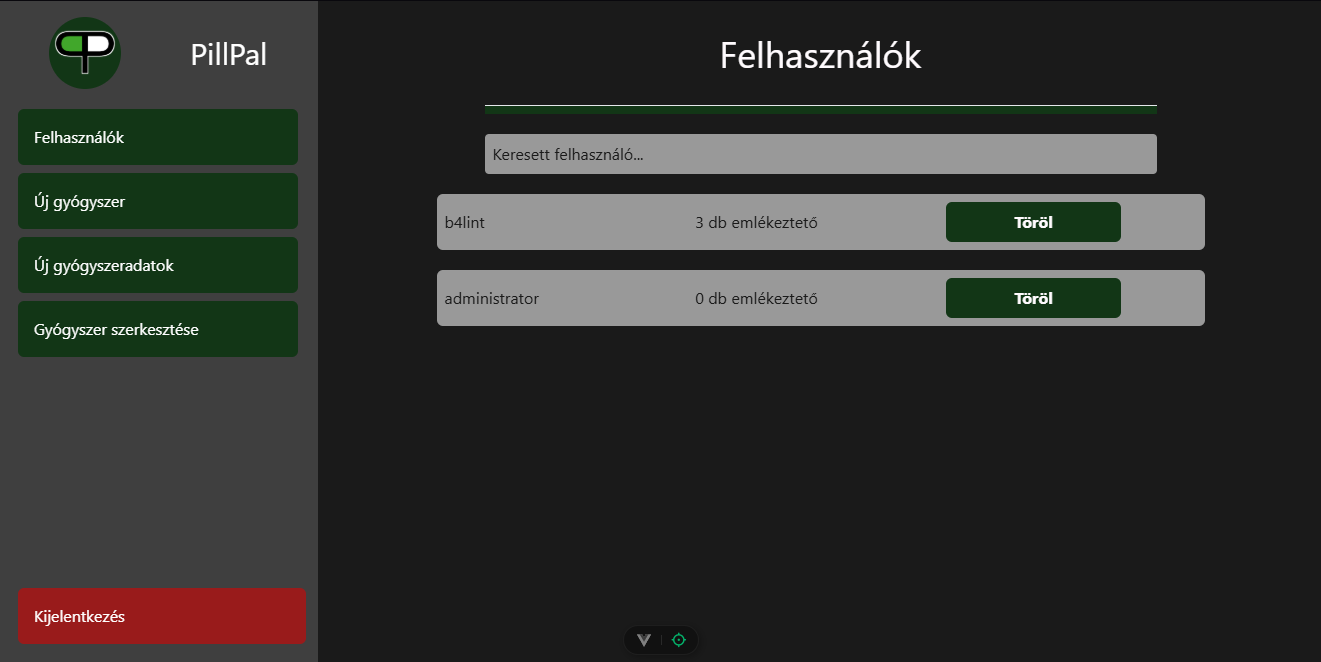 PillPal
Felhasználók
Új gyógyszer
Új gyógyszeradatok
Gyógyszer szerkesztése
Kijelentkezés
Felhasználók
Keresett felhasználó...
b4lint 3 db emlékeztető Töröl
administrator 0 db emlékeztető Töröl